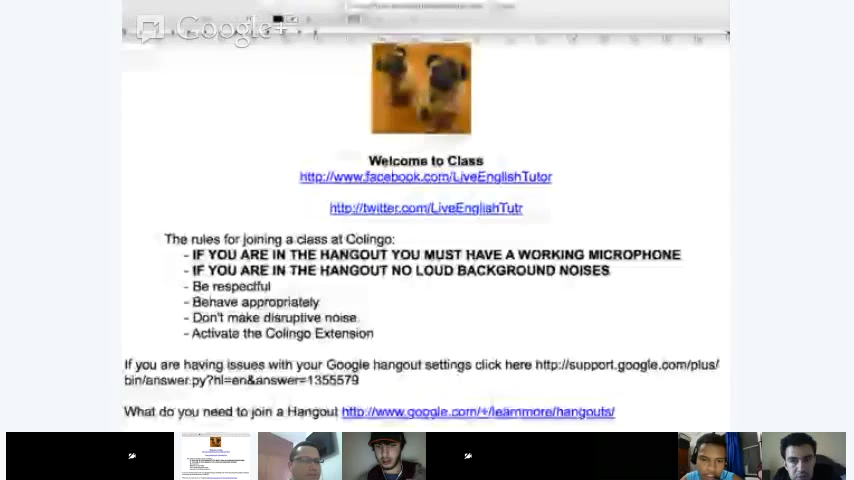 Google+
Welcome to Class
http://www.facebook.com/LiveEnglishTutor
http://twitter.com/LiveEnglishTutr
The rules for joining a class at Colingo:
- IF YOU ARE IN THE HANGOUT YOU MUST HAVE A WORKING MICROPHONE
- IF YOU ARE IN THE HANGOUT NO LOUD BACKGROUND NOISES
- Be respectful
- Behave appropriately
- Don't make disruptive noise.
- Activate the Colingo Extension
If you are having issues with your Google hangout settings click here http://support.google.com/plus/
bin/answer.py?hl=en&answer=1355579
What do you need to join a Hangout http://www.google.com/+/learnmore/hangouts/